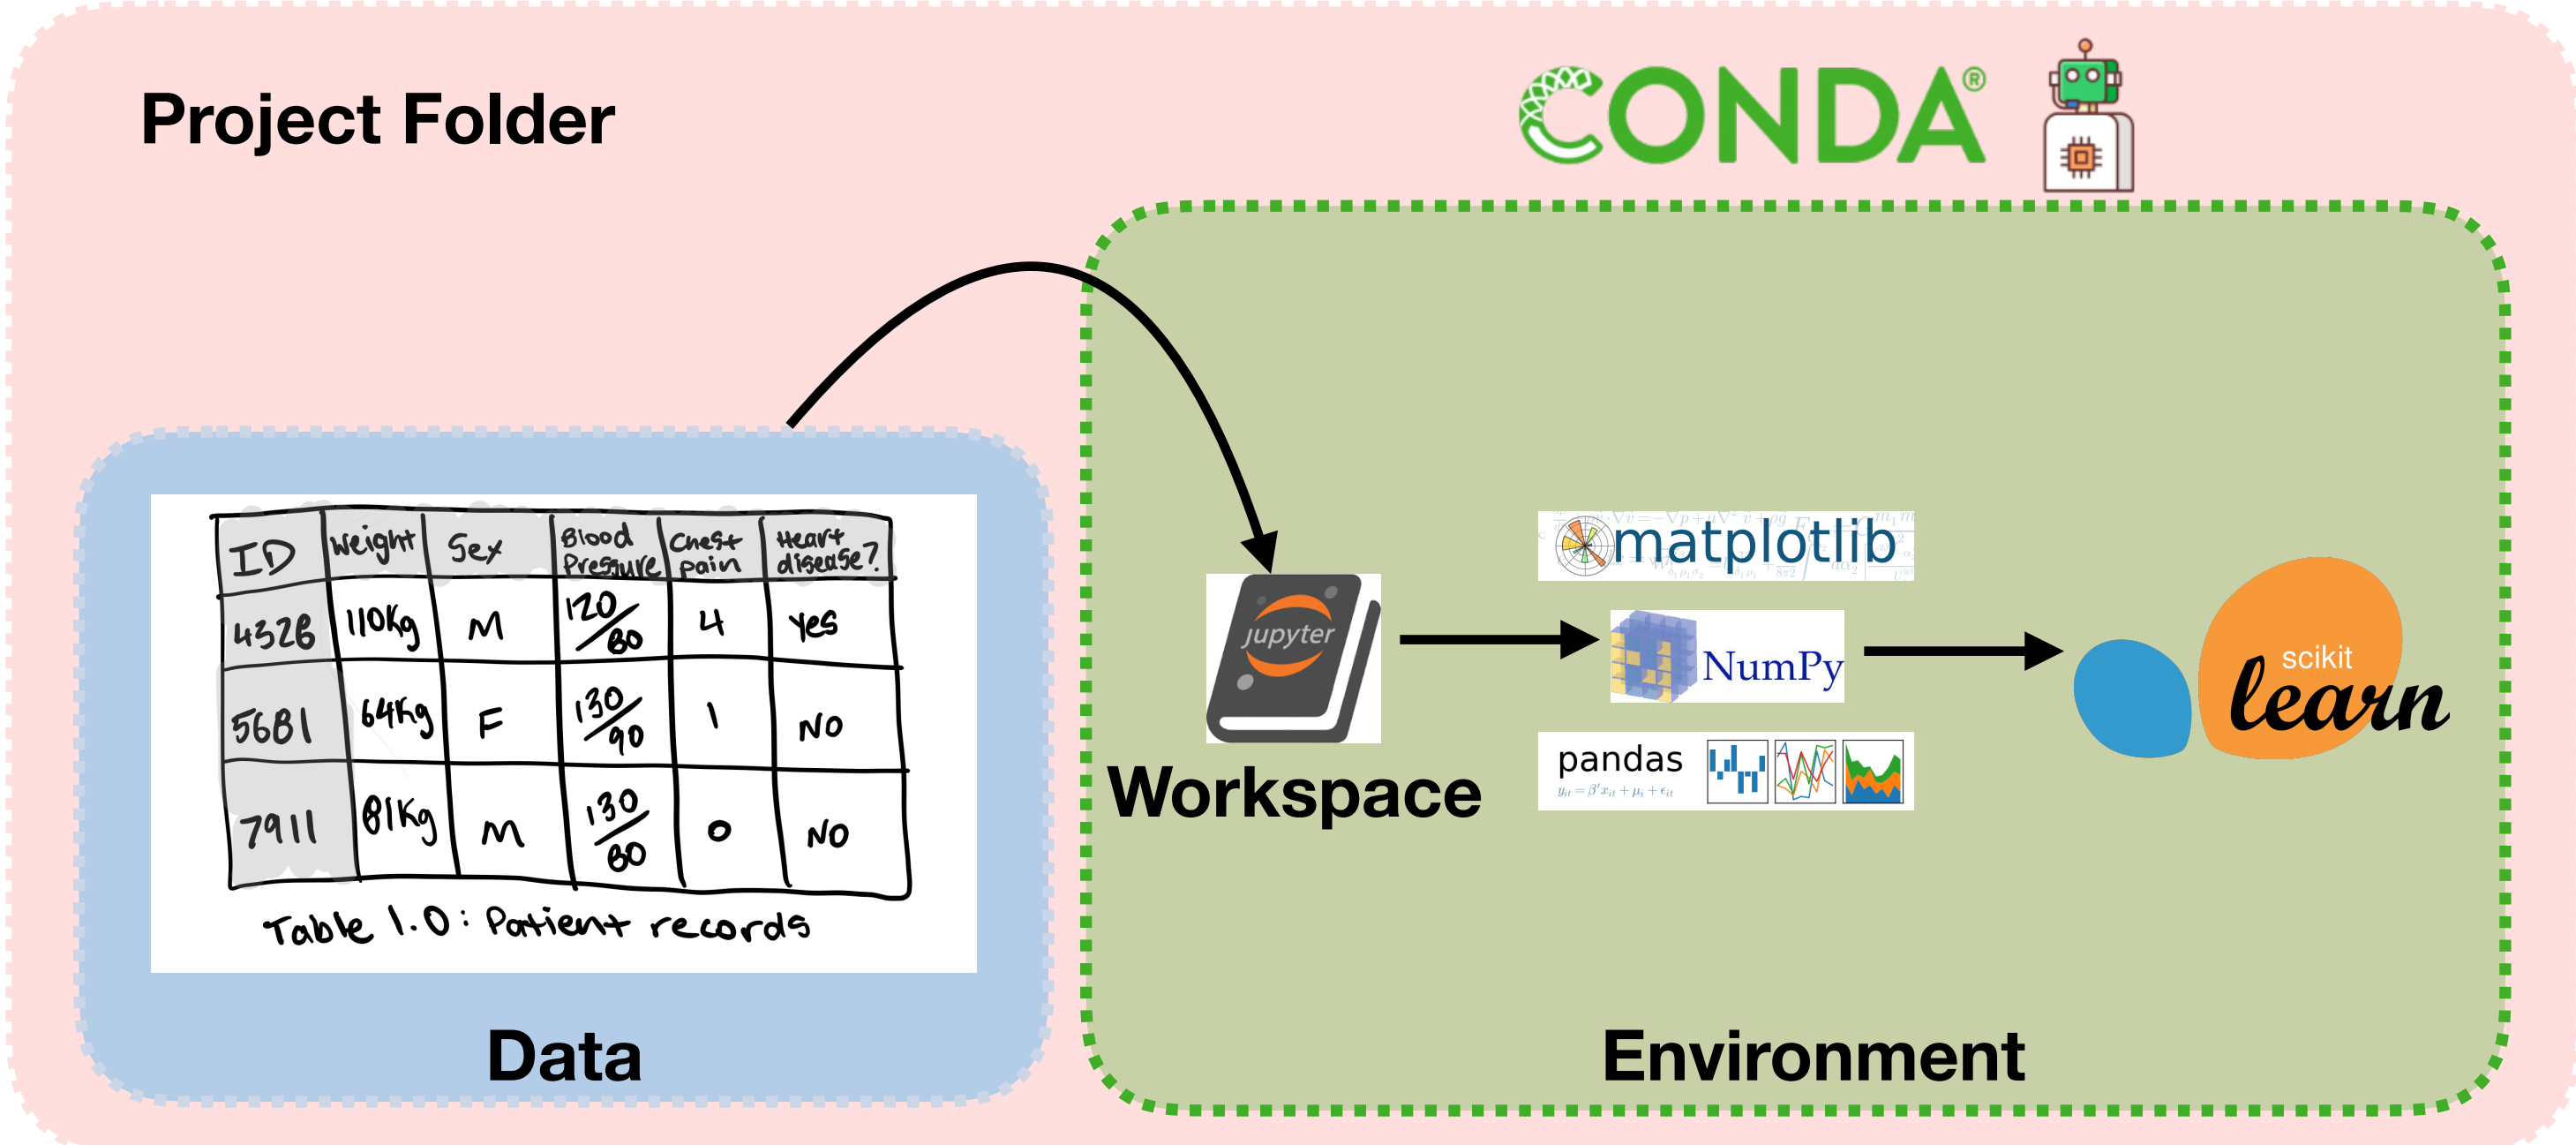 Project Folder
CONDA®
ID Weight Sex Blood Pressure Chest pain Heart disease?
4328 110Kg M 120/80 4 Yes
5681 64Kg F 130/90 1 NO
7911 81Kg M 130/80 0 NO
Table 1.0: Patient records
Data
jupyter
Workspace
matplotlib
NumPy
pandas
scikit
learn
Environment